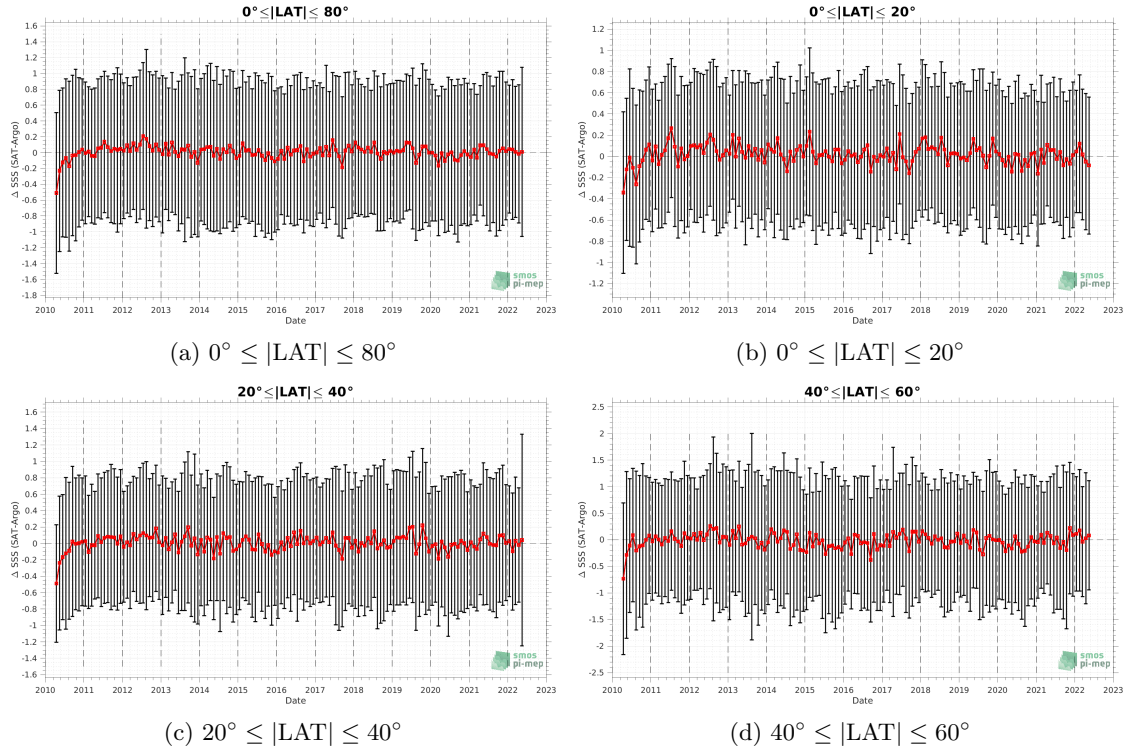 0°≤|LAT|≤ 80°
1.6
1.4
1.2
1
0.8
0.6
0.4
0.2
0
-0.2
-0.4
-0.6
-0.8
-1
-1.2
-1.4
-1.6
-1.8
Δ SSS (SAT-Argo)
2010 2011 2012 2013 2014 2015 2016 2017 2018 2019 2020 2021 2022 2023
Date
smos
pi-mep
(a) 0° ≤ |LAT| ≤ 80°
0°≤|LAT|≤ 20°
1.2
1
0.8
0.6
0.4
0.2
0
-0.2
-0.4
-0.6
-0.8
-1
-1.2
Δ SSS (SAT-Argo)
2010 2011 2012 2013 2014 2015 2016 2017 2018 2019 2020 2021 2022 2023
Date
smos
pi-mep
(b) 0° ≤ |LAT| ≤ 20°
20°≤|LAT|≤ 40°
1.6
1.4
1.2
1
0.8
0.6
0.4
0.2
0
-0.2
-0.4
-0.6
-0.8
-1
-1.2
-1.4
-1.6
Δ SSS (SAT-Argo)
2010 2011 2012 2013 2014 2015 2016 2017 2018 2019 2020 2021 2022 2023
Date
smos
pi-mep
(c) 20° ≤ |LAT| ≤ 40°
40°≤|LAT|≤ 60°
2.5
2
1.5
1
0.5
0
-0.5
-1
-1.5
-2
-2.5
Δ SSS (SAT-Argo)
2010 2011 2012 2013 2014 2015 2016 2017 2018 2019 2020 2021 2022 2023
Date
smos
pi-mep
(d) 40° ≤ |LAT| ≤ 60°